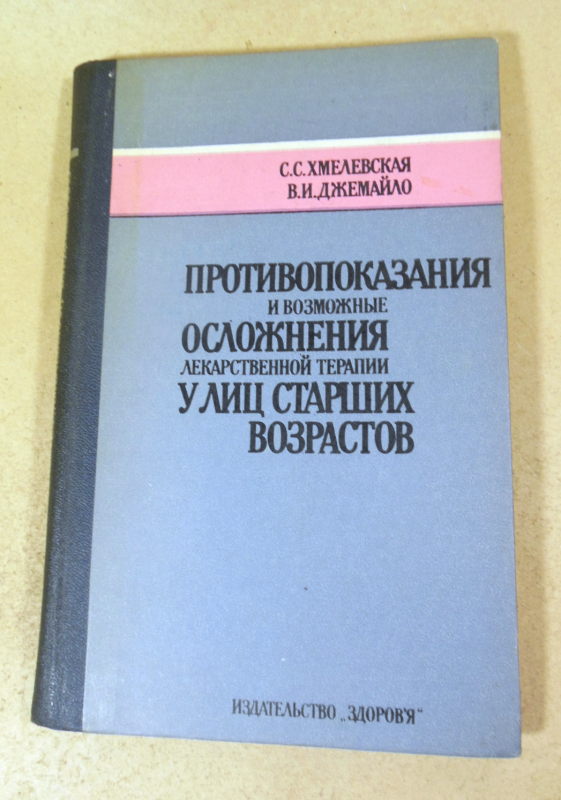 С.С.ХМЕЛЕВСКАЯ
В.И.ДЖЕМАЙЛО
ПРОТИВОПОКАЗАНИЯ
И ВОЗМОЖНЫЕ
ОСЛОЖНЕНИЯ
ЛЕКАРСТВЕННОЙ ТЕРАПИИ
У ЛИЦ СТАРШИХ
ВОЗРАСТОВ
ИЗДАТЕЛЬСТВО „ЗДОРОВ'Я"